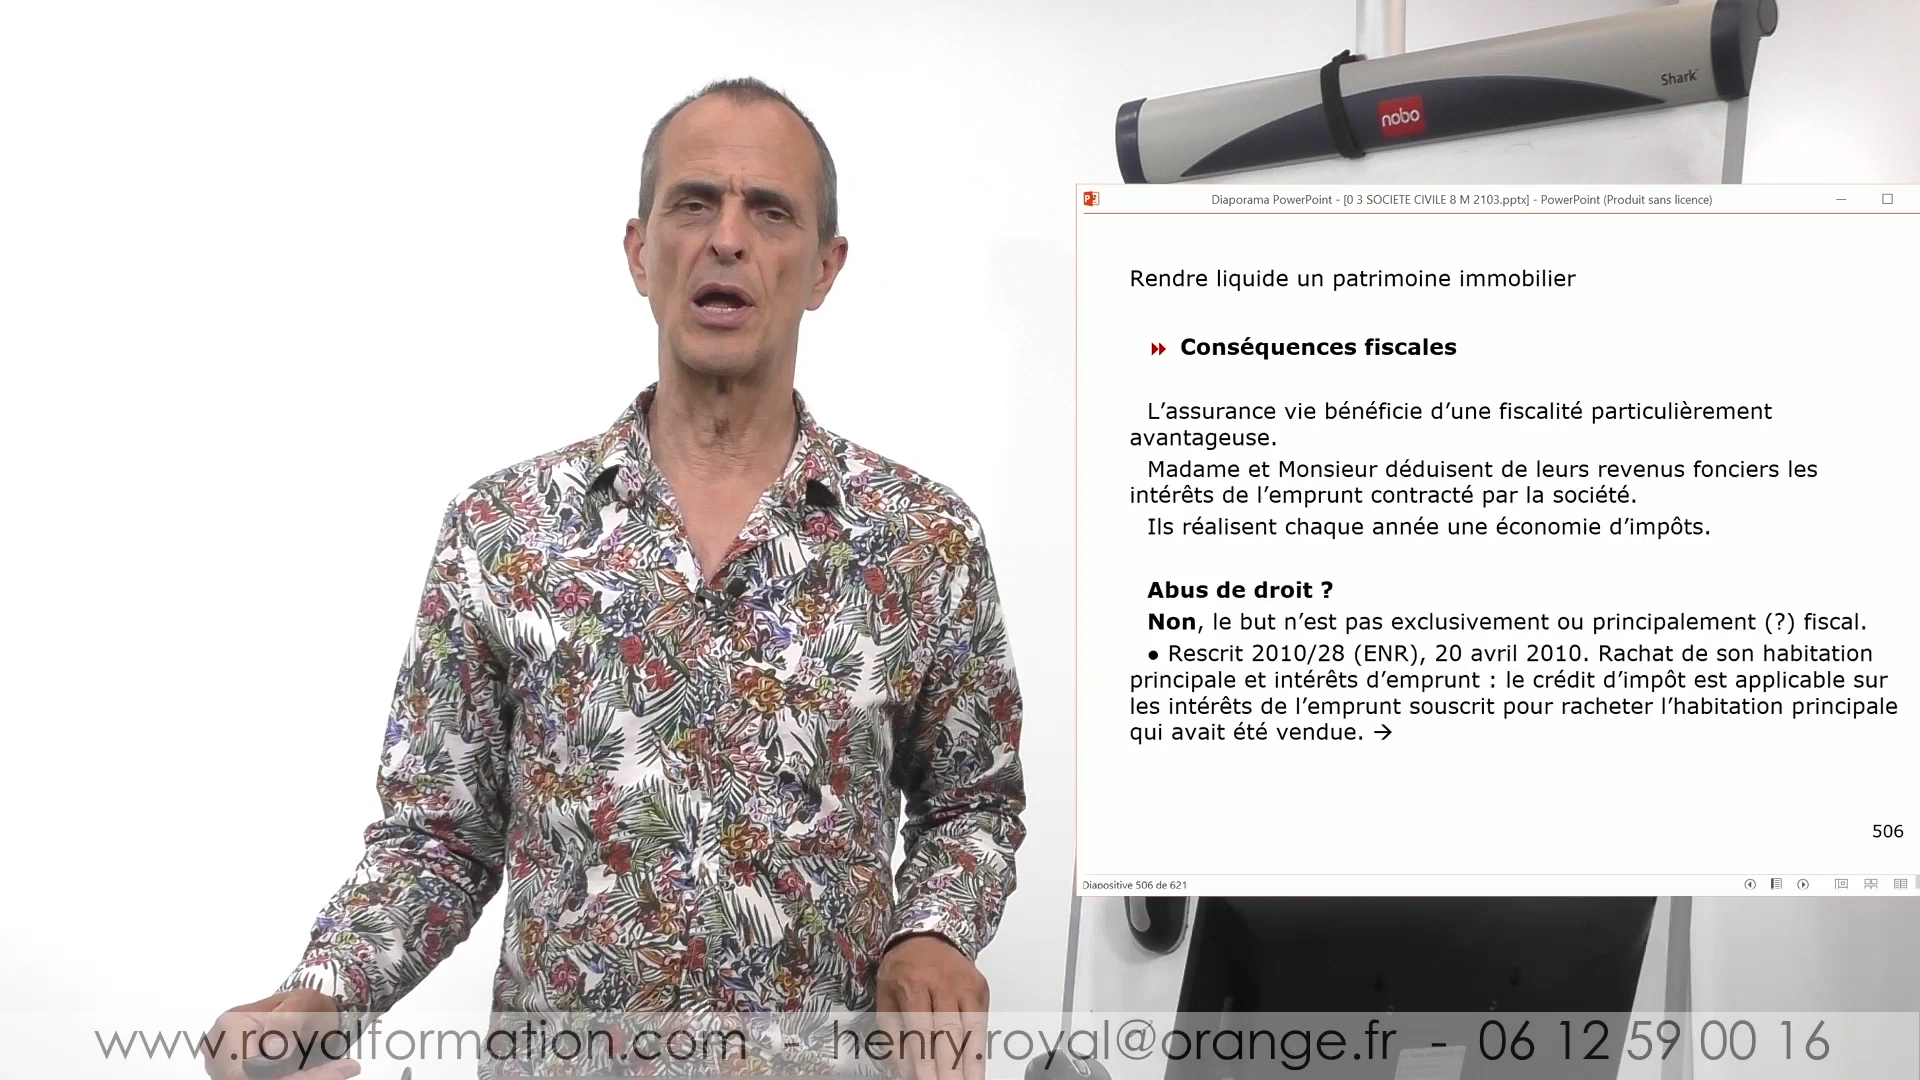 Shark
nobo
Diaporama PowerPoint - [0 3 SOCIETE CIVILE 8 M 2103.pptx] - PowerPoint (Produit sans licence)
Rendre liquide un patrimoine immobilier
Conséquences fiscales
L’assurance vie bénéficie d’une fiscalité particulièrement
avantageuse.
Madame et Monsieur déduisent de leurs revenus fonciers les
intérêts de l’emprunt contracté par la société.
Ils réalisent chaque année une économie d’impôts.
Abus de droit ?
Non, le but n’est pas exclusivement ou principalement (?) fiscal.
● Rescrit 2010/28 (ENR), 20 avril 2010. Rachat de son habitation
principale et intérêts d’emprunt : le crédit d’impôt est applicable sur
les intérêts de l’emprunt souscrit pour racheter l’habitation principale
qui avait été vendue. →
506
Diapositive 506 de 621
www.royalformation.com - henry.royal@orange.fr - 06 12 59 00 16